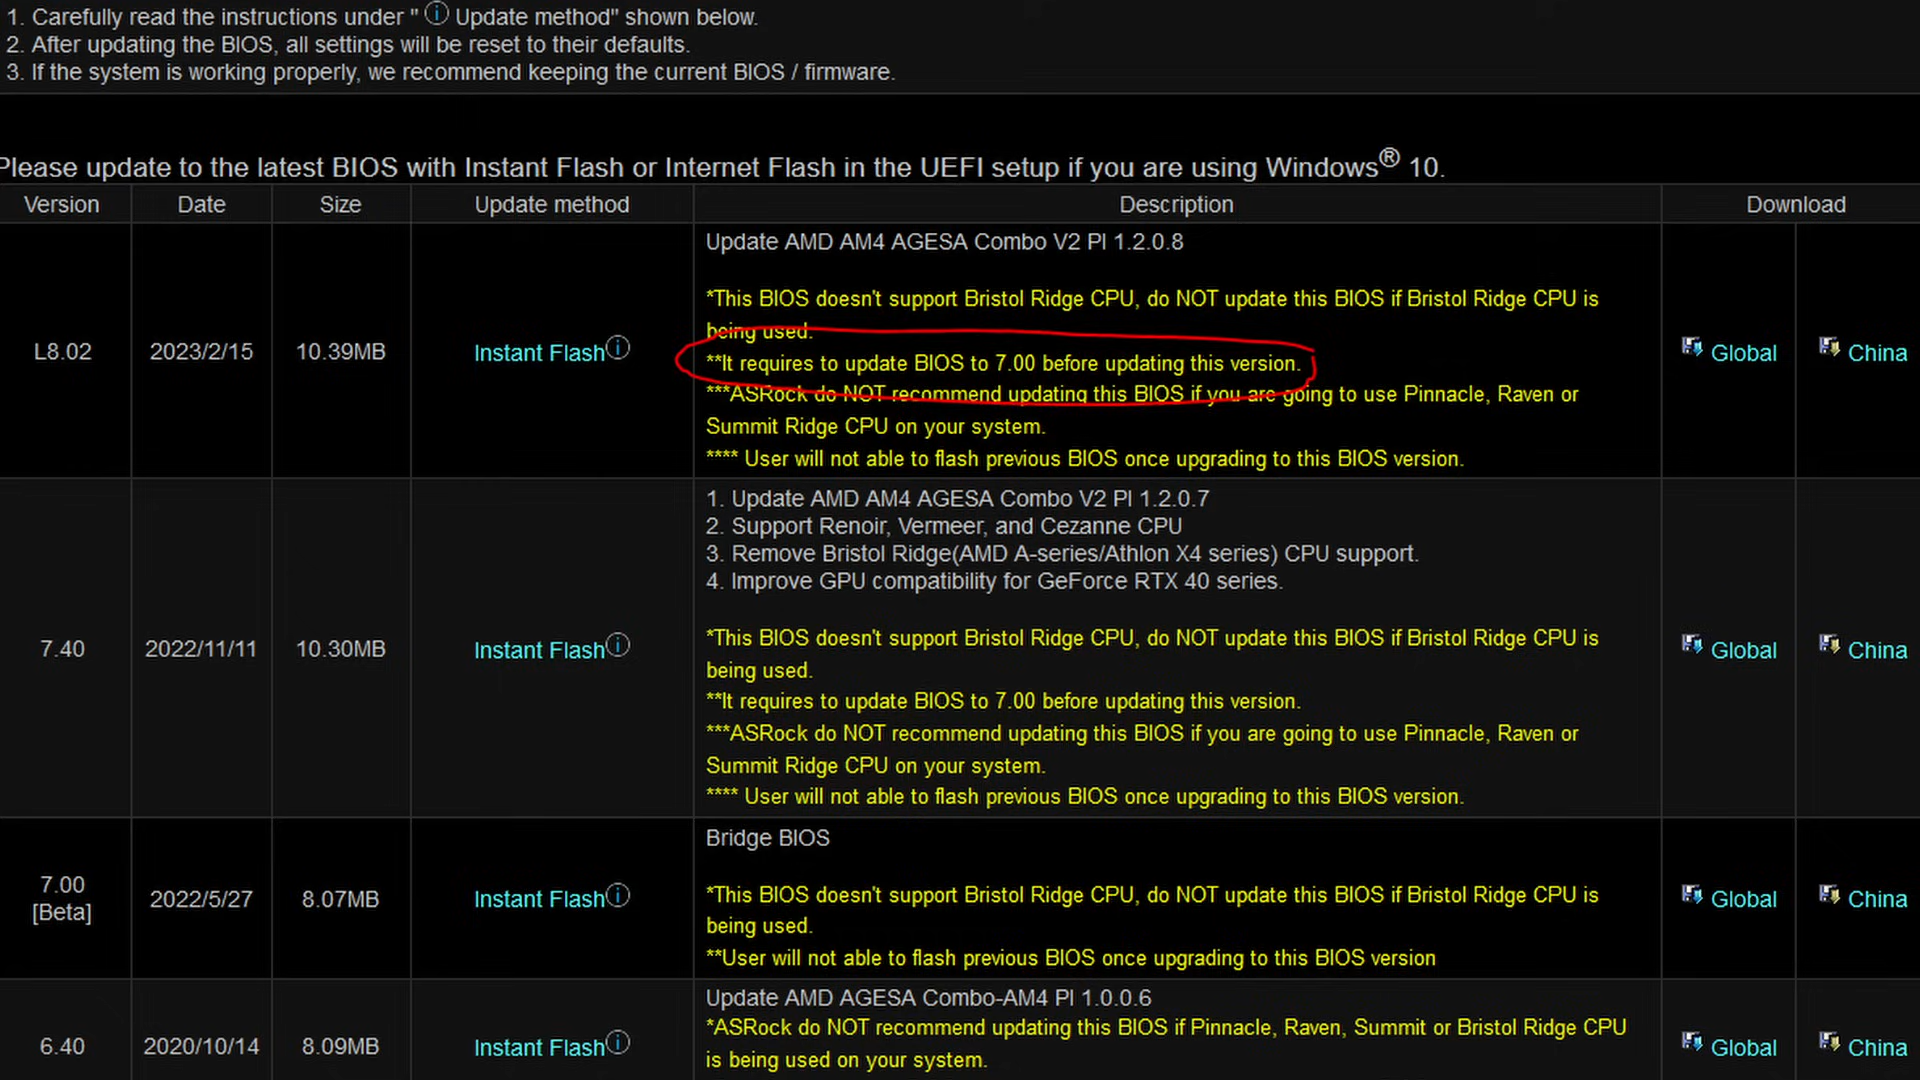 1. Carefully read the instructions under " ⓘ Update method" shown below.
2. After updating the BIOS, all settings will be reset to their defaults.
3. If the system is working properly, we recommend keeping the current BIOS / firmware.
Please update to the latest BIOS with Instant Flash or Internet Flash in the UEFI setup if you are using Windows® 10.
Version Date Size Update method Description Download
Update AMD AM4 AGESA Combo V2 PI 1.2.0.8
*This BIOS doesn't support Bristol Ridge CPU, do NOT update this BIOS if Bristol Ridge CPU is
being used.
L8.02 2023/2/15 10.39MB Instant Flash ⓘ Global China
**It requires to update BIOS to 7.00 before updating this version.
***ASRock do NOT recommend updating this BIOS if you are going to use Pinnacle, Raven or
Summit Ridge CPU on your system.
**** User will not able to flash previous BIOS once upgrading to this BIOS version.
1. Update AMD AM4 AGESA Combo V2 PI 1.2.0.7
2. Support Renoir, Vermeer, and Cezanne CPU
3. Remove Bristol Ridge(AMD A-series/Athlon X4 series) CPU support.
4. Improve GPU compatibility for GeForce RTX 40 series.
*This BIOS doesn't support Bristol Ridge CPU, do NOT update this BIOS if Bristol Ridge CPU is
7.40 2022/11/11 10.30MB Instant Flash ⓘ Global China
being used.
**It requires to update BIOS to 7.00 before updating this version.
***ASRock do NOT recommend updating this BIOS if you are going to use Pinnacle, Raven or
Summit Ridge CPU on your system.
**** User will not able to flash previous BIOS once upgrading to this BIOS version.
Bridge BIOS
7.00
[Beta]
2022/5/27 8.07MB Instant Flash ⓘ Global China
*This BIOS doesn't support Bristol Ridge CPU, do NOT update this BIOS if Bristol Ridge CPU is
being used.
**User will not able to flash previous BIOS once upgrading to this BIOS version
Update AMD AGESA Combo-AM4 PI 1.0.0.6
*ASRock do NOT recommend updating this BIOS if Pinnacle, Raven, Summit or Bristol Ridge CPU
6.40 2020/10/14 8.09MB Instant Flash ⓘ Global China
is being used on your system.